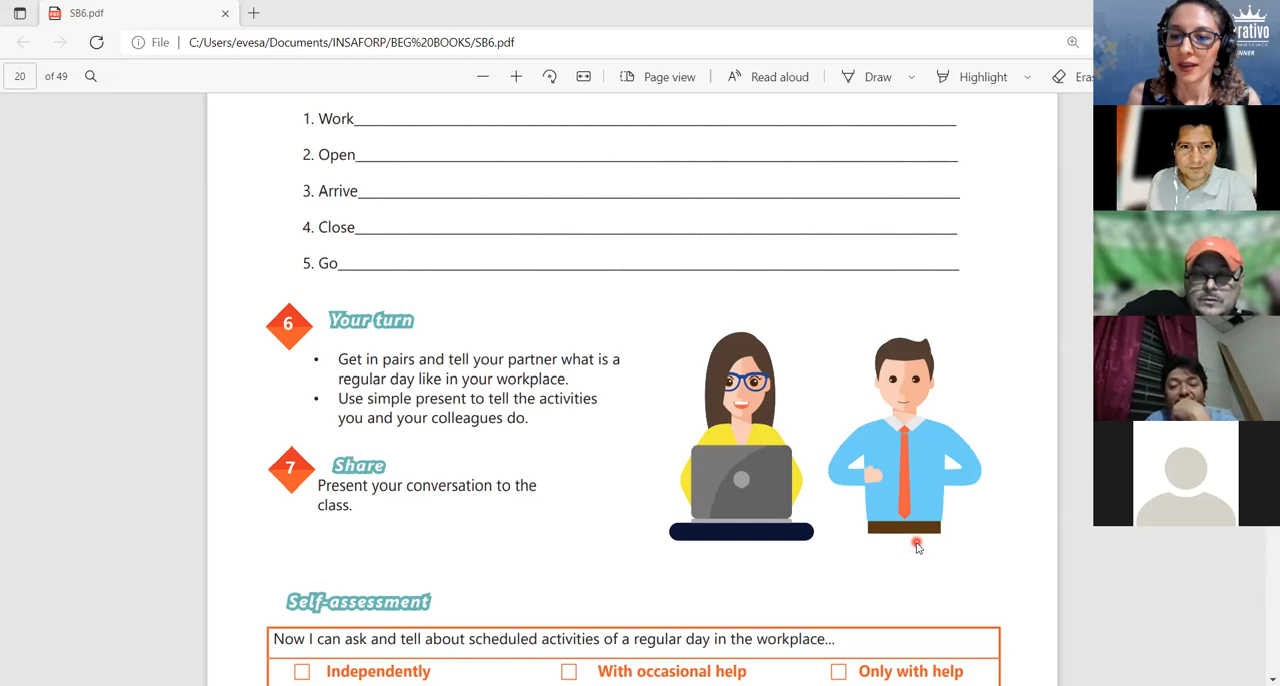 SB6.pdf
File
C:/Users/evesa/Documents/INSAFORP/BEG%20BOOKS/SB6.pdf
20 of 49
Page view
Read aloud
Draw
Highlight
Eras
1. Work
2. Open
3. Arrive
4. Close
5. Go
6 Your turn
• Get in pairs and tell your partner what is a
regular day like in your workplace.
• Use simple present to tell the activities
you and your colleagues do.
7 Share
Present your conversation to the
class.
Self-assessment
Now I can ask and tell about scheduled activities of a regular day in the workplace...
Independently
With occasional help
Only with help
rativo